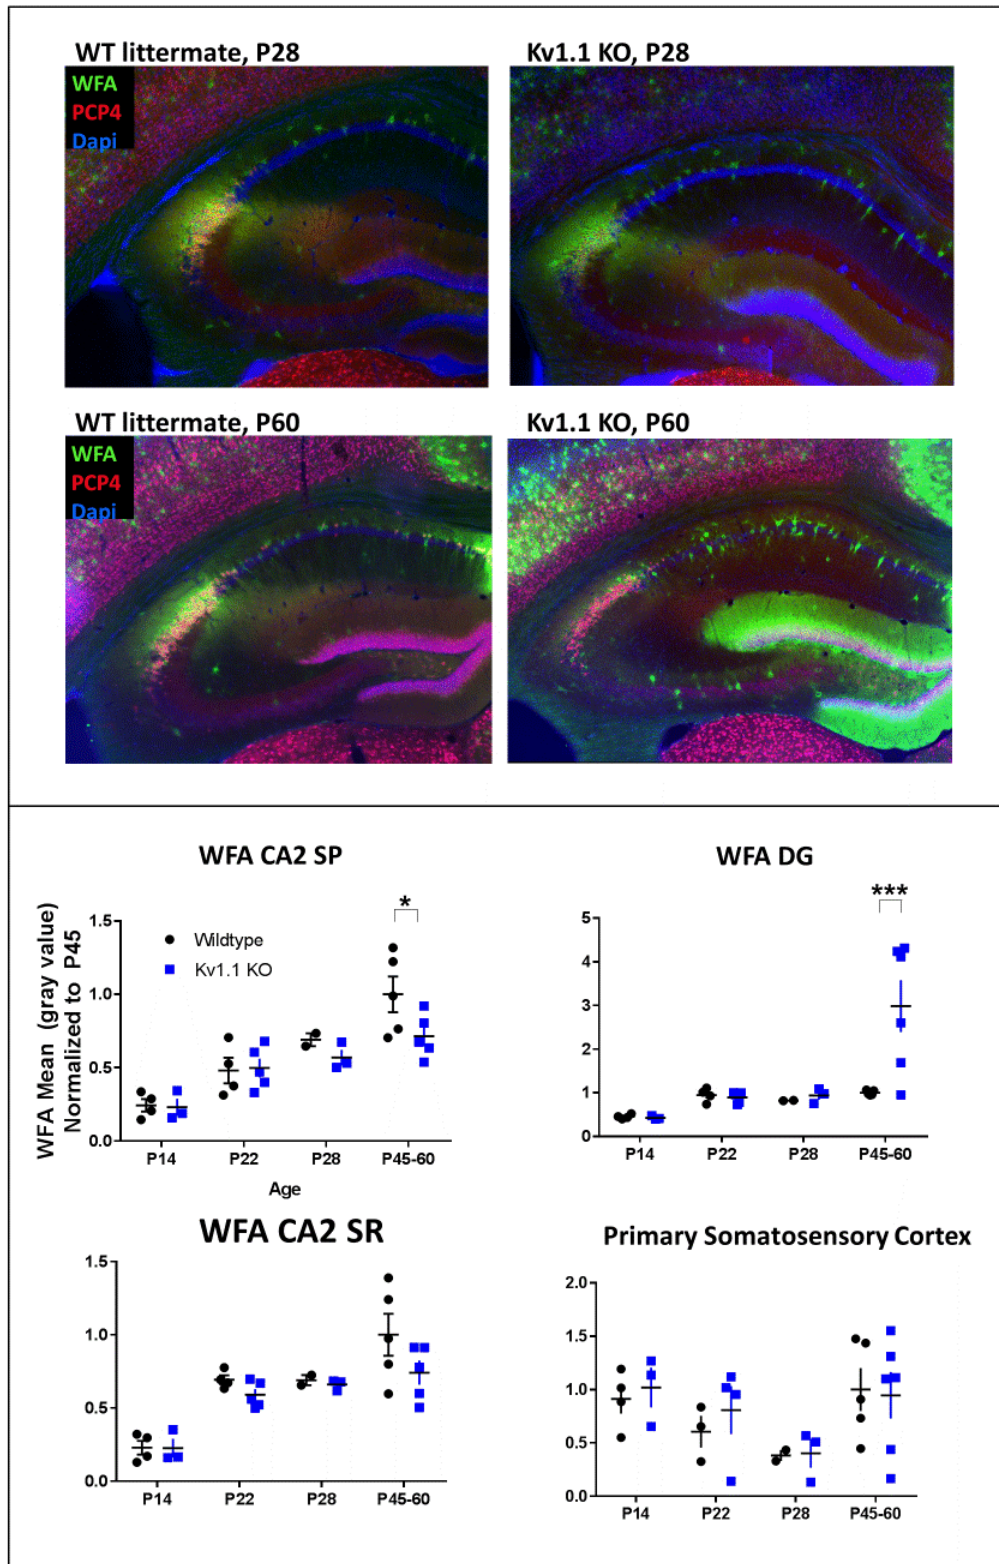 WT littermate, P28
Kv1.1 KO, P28
WFA
PCP4
Dapi
WT littermate, P60
Kv1.1 KO, P60
WFA
PCP4
Dapi
WFA CA2 SP
WFA Mean (gray value)
Normalized to P45
1.5
1.0
0.5
0.0
Wildtype
Kv1.1 KO
*
P14 P22 P28 P45-60
Age
WFA DG
***
5
4
3
2
1
0
P14 P22 P28 P45-60
WFA CA2 SR
1.5
1.0
0.5
0.0
P14 P22 P28 P45-60
Primary Somatosensory Cortex
2.0
1.5
1.0
0.5
0.0
P14 P22 P28 P45-60